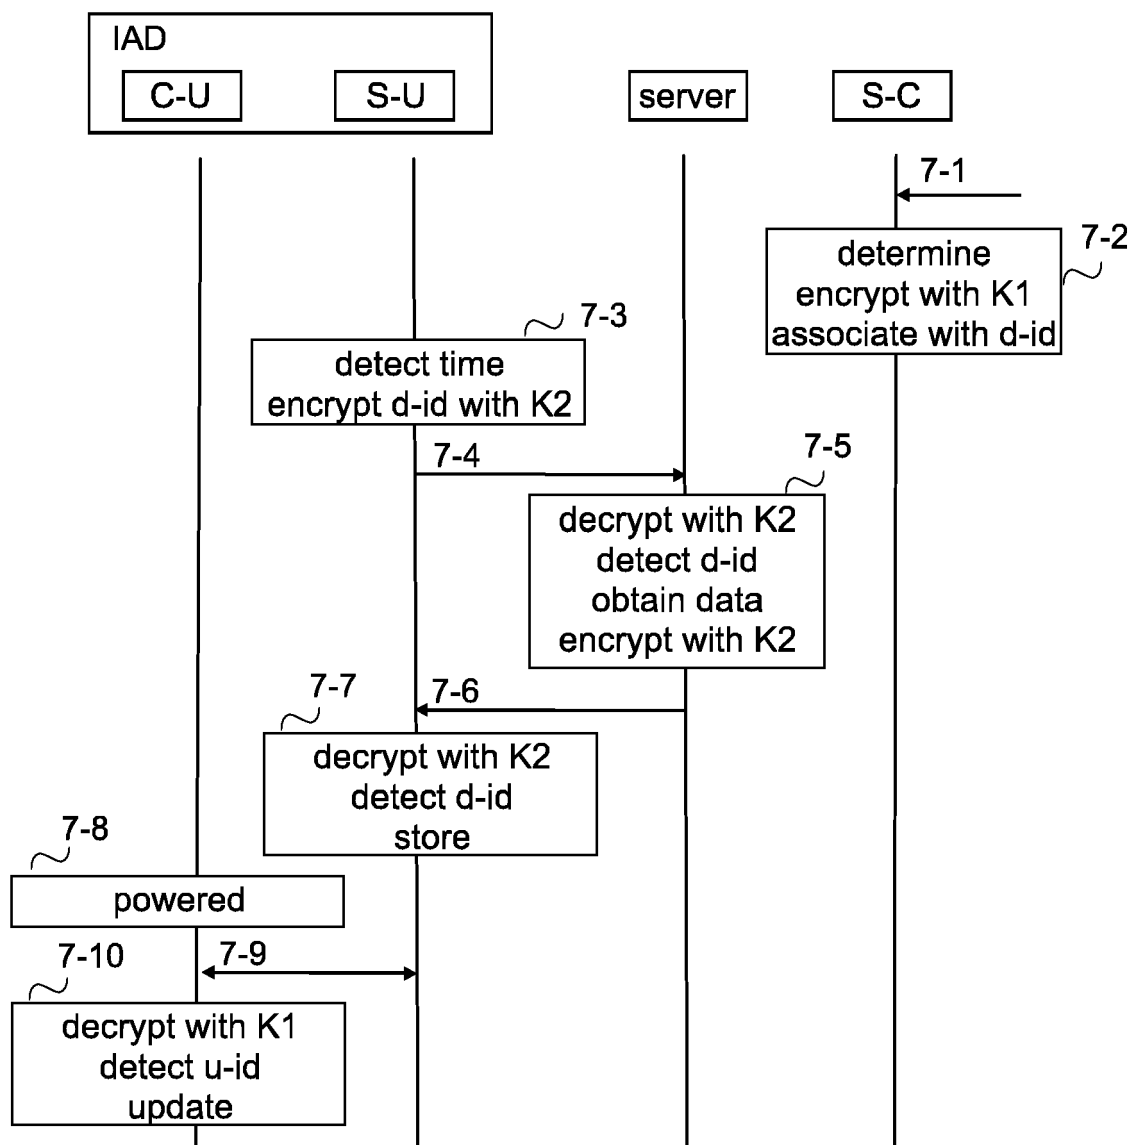 IAD
C-U
S-U
server
S-C
7-1
7-2
determine
encrypt with K1
associate with d-id
7-3
detect time
encrypt d-id with K2
7-4
7-5
decrypt with K2
detect d-id
obtain data
encrypt with K2
7-6
7-7
decrypt with K2
detect d-id
store
7-8
powered
7-9
7-10
decrypt with K1
detect u-id
update